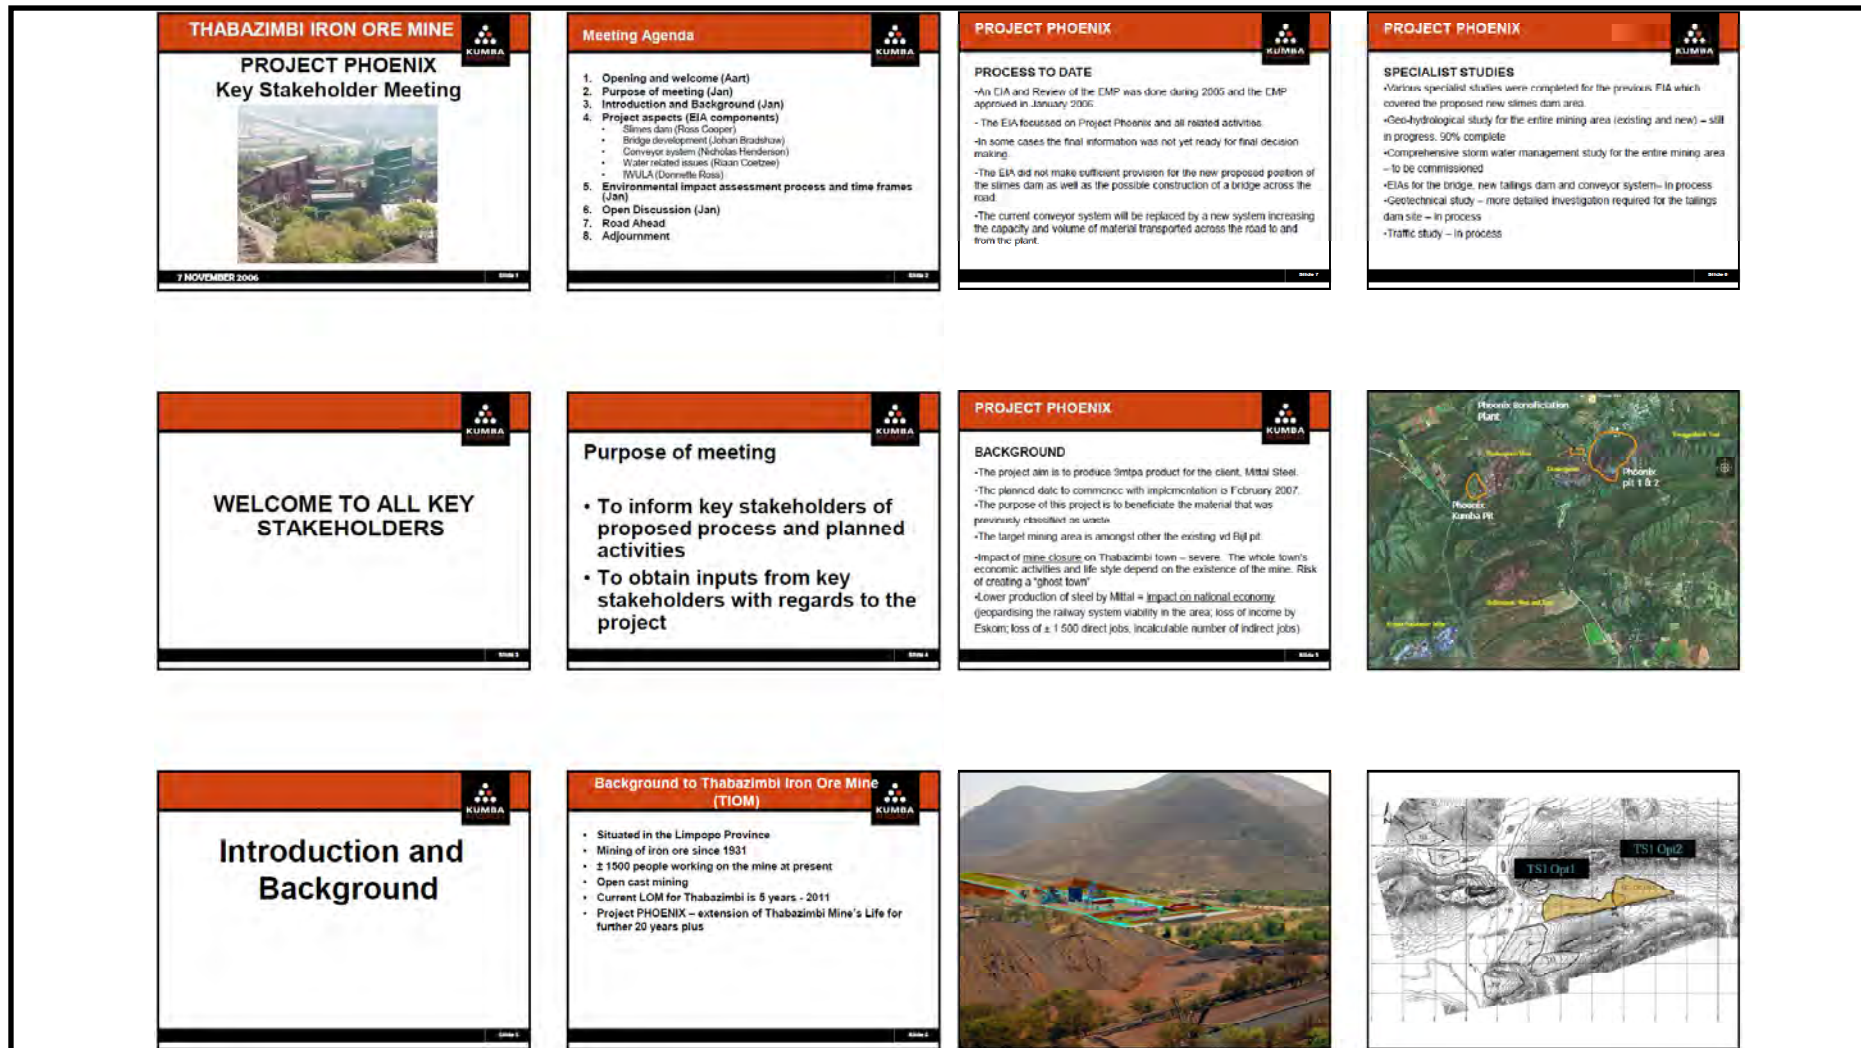 THABAZIMBI IRON ORE MINE
KUMBA
PROJECT PHOENIX
Key Stakeholder Meeting
7 NOVEMBER 2006
Slide 1
Meeting Agenda
KUMBA
1. Opening and welcome (Aart)
2. Purpose of meeting (Jan)
3. Introduction and Background (Jan)
4. Project aspects (EIA components)
• Slimes dam (Ross Cooper)
• Bridge development (Johan Bradshaw)
• Conveyor system (Nicholas Henderson)
• Water related issues (Riaan Coetzee)
• IWULA (Donnette Ross)
5. Environmental impact assessment process and time frames
(Jan)
6. Open Discussion (Jan)
7. Road Ahead
8. Adjournment
Slide 2
PROJECT PHOENIX
KUMBA
PROCESS TO DATE
•An EIA and Review of the EMP was done during 2005 and the EMP
approved in January 2006.
- The EIA focussed on Project Phoenix and all related activities.
•In some cases the final information was not yet ready for final decision
making.
•The EIA did not make sufficient provision for the new proposed position of
the slimes dam as well as the possible construction of a bridge across the
road.
•The current conveyor system will be replaced by a new system increasing
the capacity and volume of material transported across the road to and
from the plant.
Slide 7
PROJECT PHOENIX
KUMBA
SPECIALIST STUDIES
•Various specialist studies were completed for the previous EIA which
covered the proposed new slimes dam area.
•Geo-hydrological study for the entire mining area (existing and new) – still
in progress, 90% complete
•Comprehensive storm water management study for the entire mining area
– to be commissioned
•EIAs for the bridge, new tailings dam and conveyor system– in process
•Geotechnical study – more detailed investigation required for the tailings
dam site – in process
•Traffic study – in process
KUMBA
WELCOME TO ALL KEY
STAKEHOLDERS
Slide 3
KUMBA
Purpose of meeting
• To inform key stakeholders of
proposed process and planned
activities
• To obtain inputs from key
stakeholders with regards to the
project
Slide 4
PROJECT PHOENIX
KUMBA
BACKGROUND
•The project aim is to produce 3mtpa product for the client, Mittal Steel.
•The planned date to commence with implementation is February 2007.
•The purpose of this project is to beneficiate the material that was
previously classified as waste
•The target mining area is amongst other the existing vd Bijl pit.
•Impact of mine closure on Thabazimbi town – severe. The whole town's
economic activities and life style depend on the existence of the mine. Risk
of creating a "ghost town"
•Lower production of steel by Mittal = impact on national economy
(jeopardising the railway system viability in the area; loss of income by
Eskom; loss of ± 1 500 direct jobs, incalculable number of indirect jobs)
Phoenix Beneficiation
Plant
Phoenix
pit 1 & 2
Phoenix
Kumba Pit
KUMBA
Introduction and
Background
Slide 5
Background to Thabazimbi Iron Ore Mine
(TIOM)
KUMBA
• Situated in the Limpopo Province
• Mining of iron ore since 1931
• ± 1500 people working on the mine at present
• Open cast mining
• Current LOM for Thabazimbi is 5 years - 2011
• Project PHOENIX – extension of Thabazimbi Mine's Life for
further 20 years plus
Slide 6
TS1 Opt1
TS1 Opt2